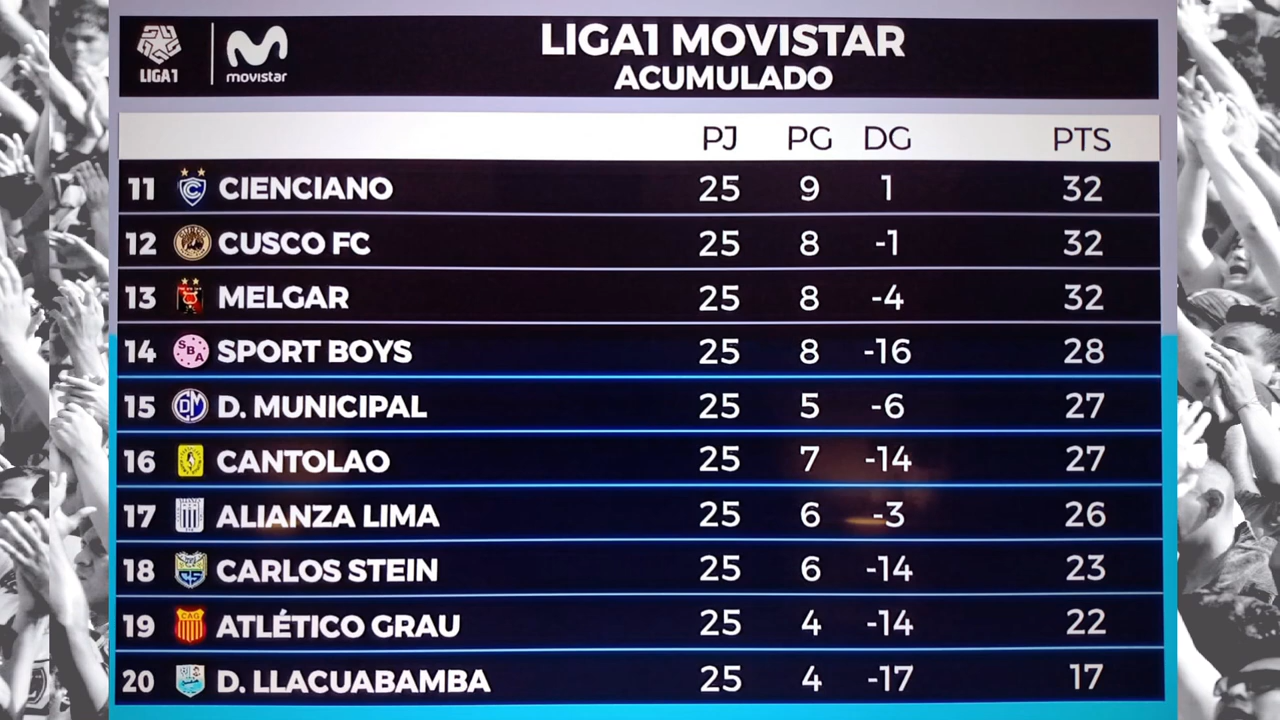 LIGA1 MOVISTAR
LIGA1 movistar ACUMULADO
PJ PG DG PTS
11 CIENCIANO 25 9 1 32
12 CUSCO FC 25 8 -1 32
13 MELGAR 25 8 -4 32
14 SBA SPORT BOYS 25 8 -16 28
15 DM D. MUNICIPAL 25 5 -6 27
16 CANTOLAO 25 7 -14 27
17 ALIANZA LIMA 25 6 -3 26
18 CARLOS STEIN 25 6 -14 23
19 CAG ATLÉTICO GRAU 25 4 -14 22
20 D. LLACUABAMBA 25 4 -17 17